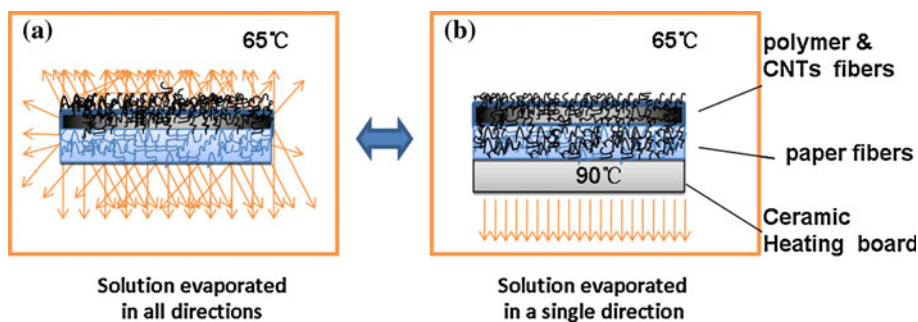 (a)
65℃
Solution evaporated
in all directions
(b)
65℃
90℃
Solution evaporated
in a single direction
polymer &
CNTs fibers
paper fibers
Ceramic
Heating board